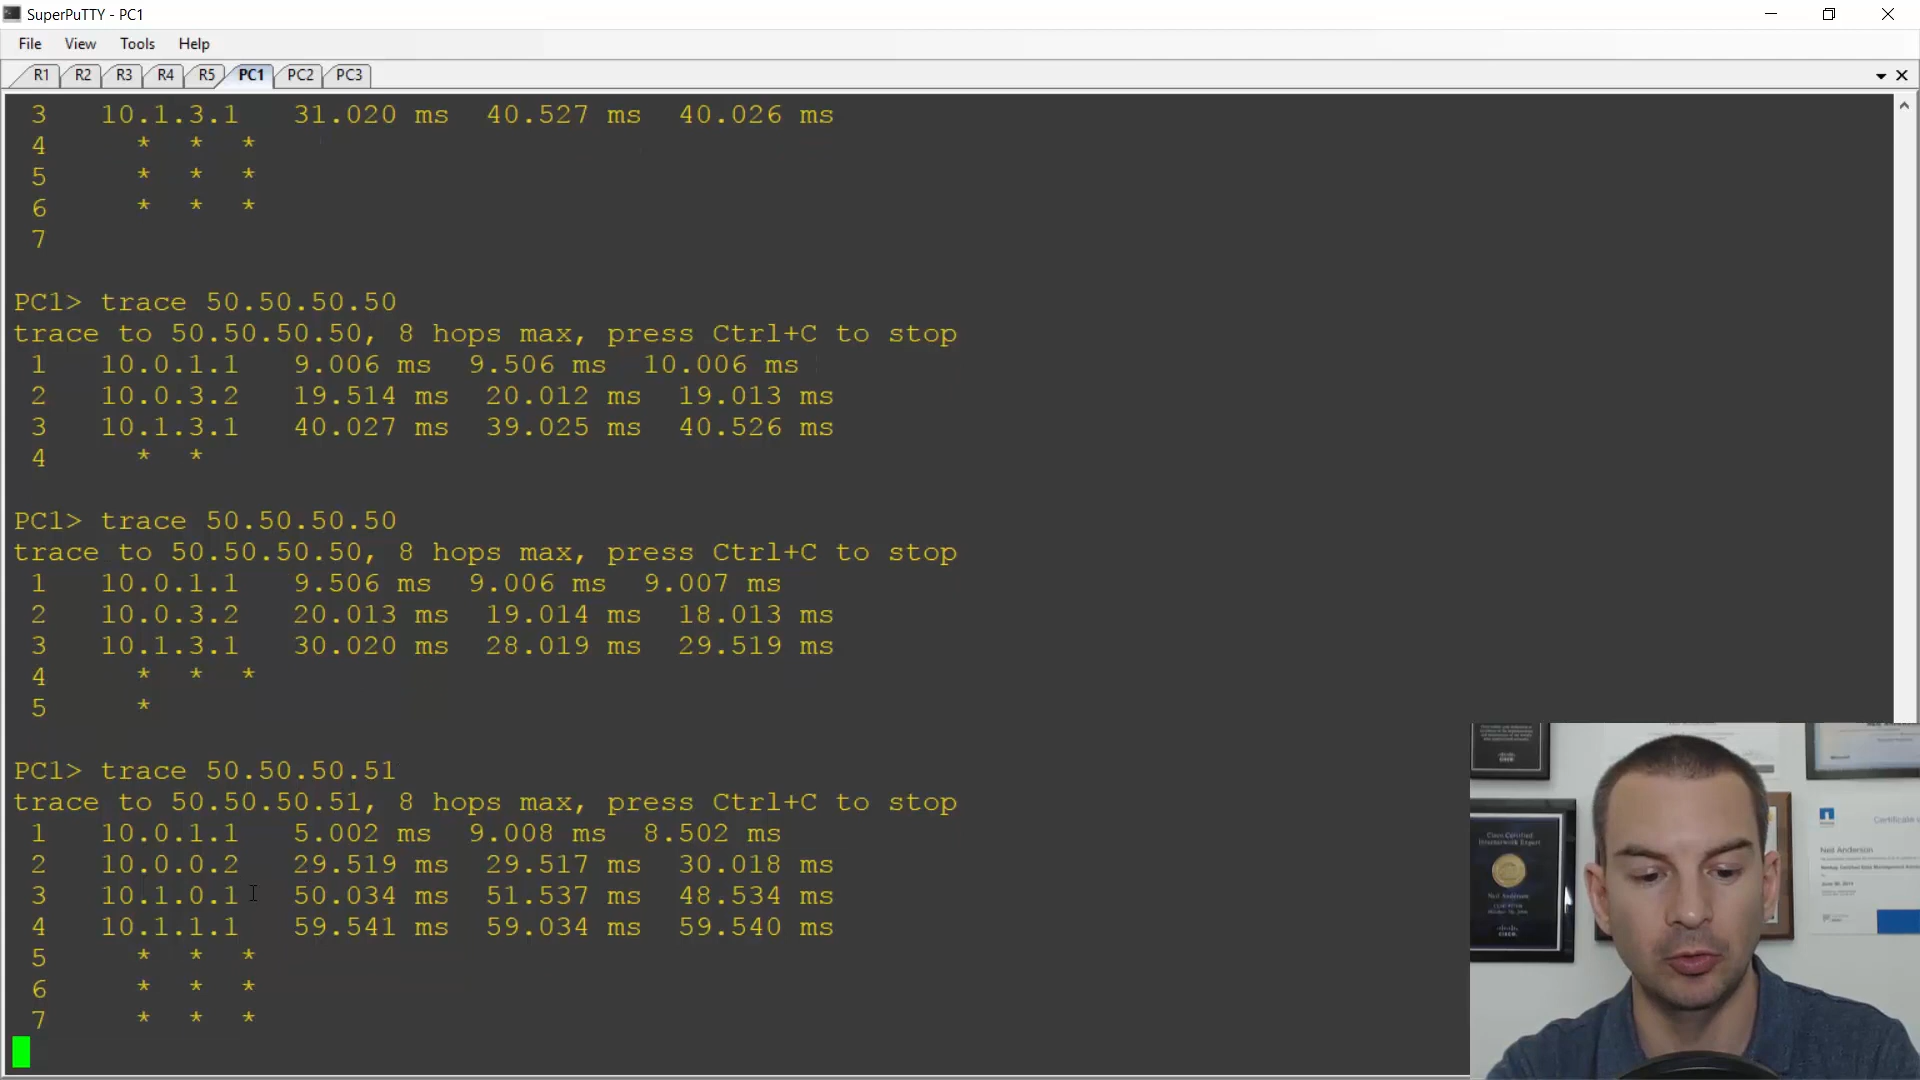 SuperPuTTY - PC1
File View Tools Help
R1 R2 R3 R4 R5 PC1 PC2 PC3
3 10.1.3.1 31.020 ms 40.527 ms 40.026 ms
4 * * *
5 * * *
6 * * *
7
PC1> trace 50.50.50.50
trace to 50.50.50.50, 8 hops max, press Ctrl+C to stop
1 10.0.1.1 9.006 ms 9.506 ms 10.006 ms
2 10.0.3.2 19.514 ms 20.012 ms 19.013 ms
3 10.1.3.1 40.027 ms 39.025 ms 40.526 ms
4 * *
PC1> trace 50.50.50.50
trace to 50.50.50.50, 8 hops max, press Ctrl+C to stop
1 10.0.1.1 9.506 ms 9.006 ms 9.007 ms
2 10.0.3.2 20.013 ms 19.014 ms 18.013 ms
3 10.1.3.1 30.020 ms 28.019 ms 29.519 ms
4 * * *
5 *
PC1> trace 50.50.50.51
trace to 50.50.50.51, 8 hops max, press Ctrl+C to stop
1 10.0.1.1 5.002 ms 9.008 ms 8.502 ms
2 10.0.0.2 29.519 ms 29.517 ms 30.018 ms
3 10.1.0.1 50.034 ms 51.537 ms 48.534 ms
4 10.1.1.1 59.541 ms 59.034 ms 59.540 ms
5 * * *
6 * * *
7 * * *
Cisco Certified
Neil Anderson
Certificate
Neil Anderson